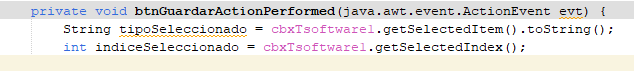 private void btnGuardarActionPerformed(java.awt.event.ActionEvent evt) {
String tipoSeleccionado = cbxTsoftware1.getSelectedItem().toString();
int indiceSeleccionado = cbxTsoftware1.getSelectedIndex();